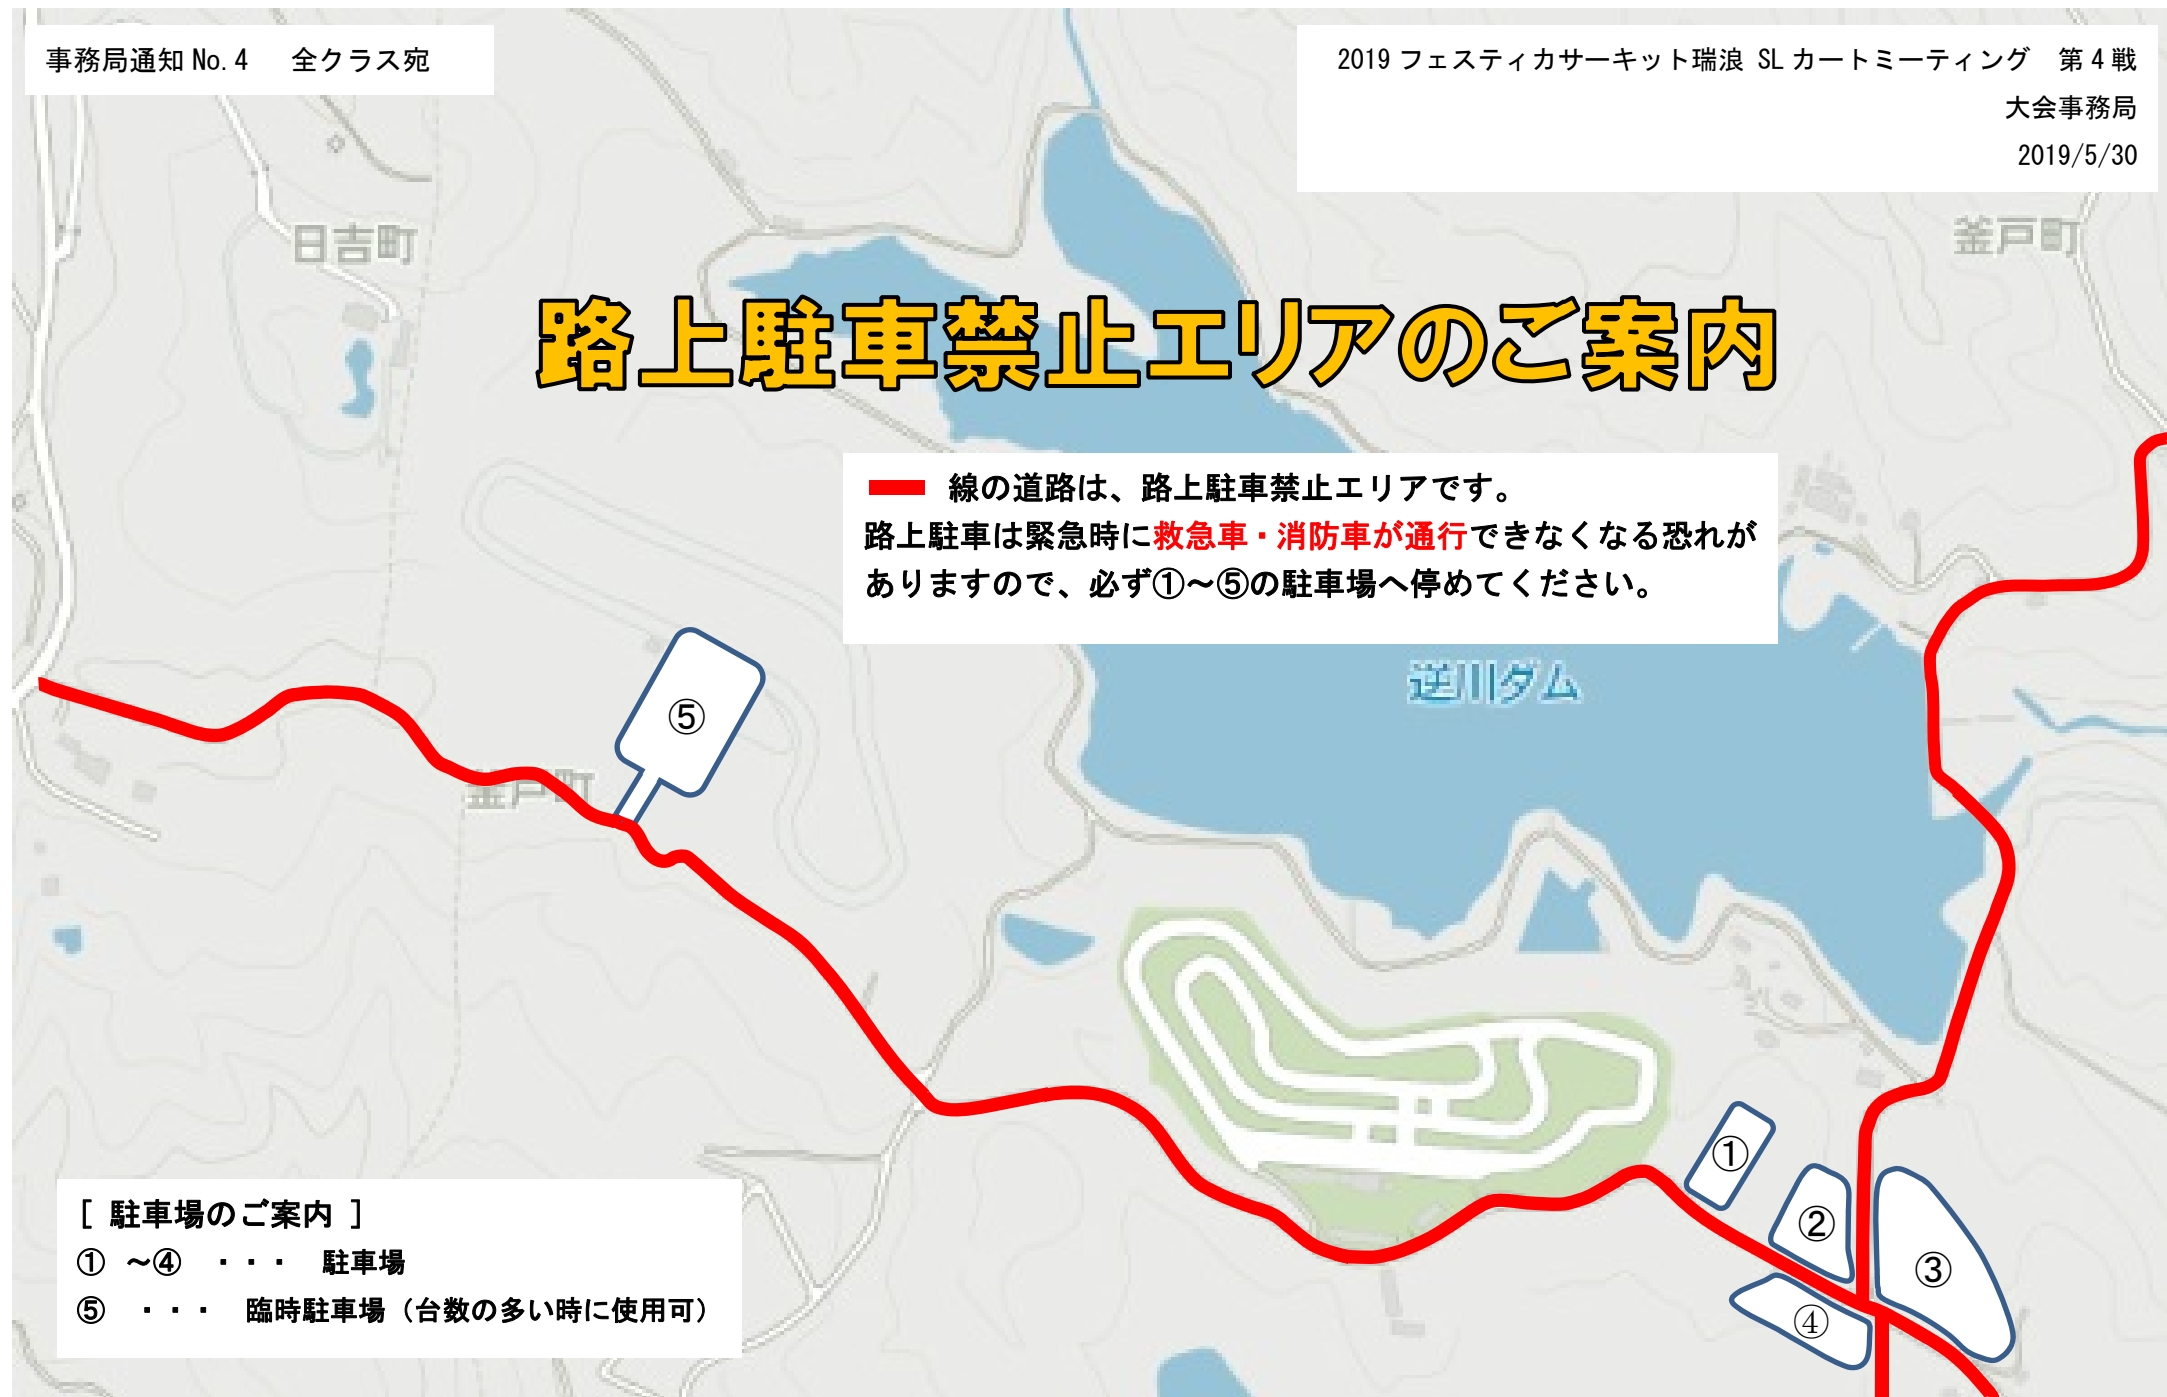 事務局通知 No.4　全クラス宛
2019 フェスティカサーキット瑞浪 SL カートミーティング　第 4 戦
大会事務局
2019/5/30
日吉町
釜戸町
路上駐車禁止エリアのご案内
線の道路は、路上駐車禁止エリアです。
路上駐車は緊急時に救急車・消防車が通行できなくなる恐れが
ありますので、必ず①～⑤の駐車場へ停めてください。
逆川ダム
⑤
釜戸町
①
②
③
④
[ 駐車場のご案内 ]
① ～④ ・・・ 駐車場
⑤ ・・・ 臨時駐車場（台数の多い時に使用可）